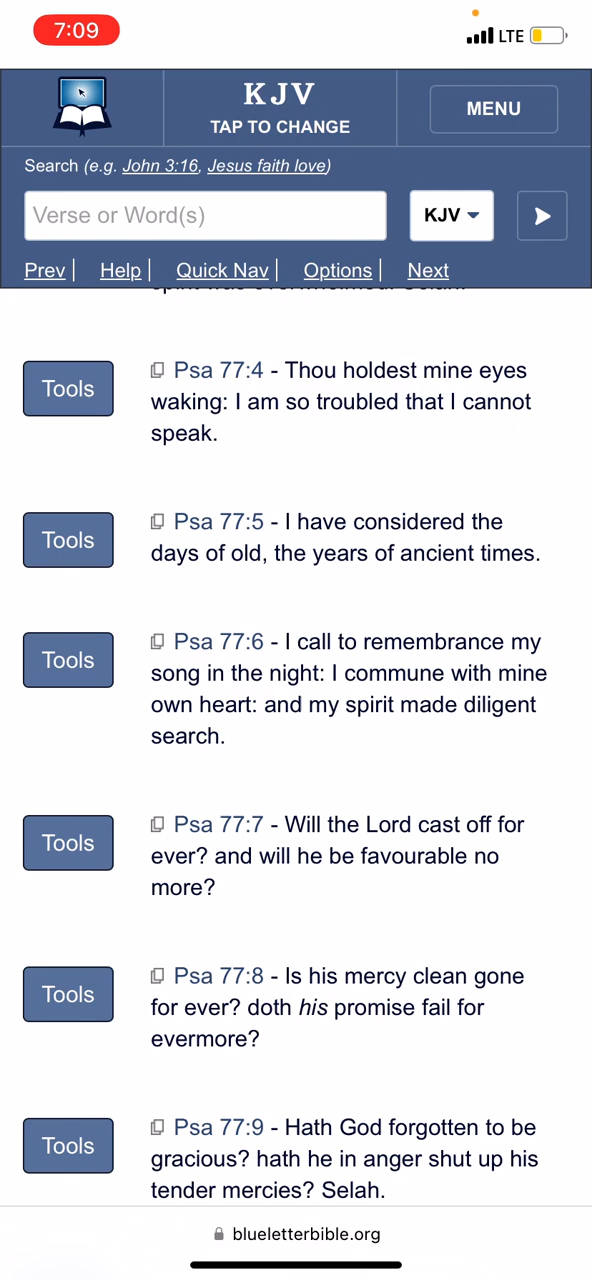 7:09
LTE
KJV
TAP TO CHANGE
MENU
Search (e.g. John 3:16, Jesus faith love)
Verse or Word(s)
KJV
Prev| Help| Quick Nav| Options| Next
Tools
Psa 77:4 - Thou holdest mine eyes
waking: I am so troubled that I cannot
speak.
Tools
Psa 77:5 - I have considered the
days of old, the years of ancient times.
Tools
Psa 77:6 - I call to remembrance my
song in the night: I commune with mine
own heart: and my spirit made diligent
search.
Tools
Psa 77:7 - Will the Lord cast off for
ever? and will he be favourable no
more?
Tools
Psa 77:8 - Is his mercy clean gone
for ever? doth his promise fail for
evermore?
Tools
Psa 77:9 - Hath God forgotten to be
gracious? hath he in anger shut up his
tender mercies? Selah.
blueletterbible.org